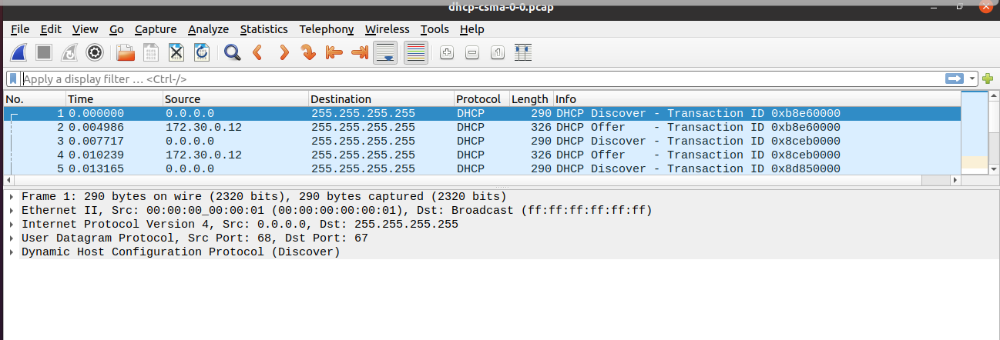 dhcp-csma-0-0.pcap
File Edit View Go Capture Analyze Statistics Telephony Wireless Tools Help
Apply a display filter … <Ctrl-/>
No. Time Source Destination Protocol Length Info
1 0.000000 0.0.0.0 255.255.255.255 DHCP 290 DHCP Discover - Transaction ID 0xb8e60000
2 0.004986 172.30.0.12 255.255.255.255 DHCP 326 DHCP Offer - Transaction ID 0xb8e60000
3 0.007717 0.0.0.0 255.255.255.255 DHCP 290 DHCP Discover - Transaction ID 0x8ceb0000
4 0.010239 172.30.0.12 255.255.255.255 DHCP 326 DHCP Offer - Transaction ID 0x8ceb0000
5 0.013165 0.0.0.0 255.255.255.255 DHCP 290 DHCP Discover - Transaction ID 0x8d850000
Frame 1: 290 bytes on wire (2320 bits), 290 bytes captured (2320 bits)
Ethernet II, Src: 00:00:00_00:00:01 (00:00:00:00:00:01), Dst: Broadcast (ff:ff:ff:ff:ff:ff)
Internet Protocol Version 4, Src: 0.0.0.0, Dst: 255.255.255.255
User Datagram Protocol, Src Port: 68, Dst Port: 67
Dynamic Host Configuration Protocol (Discover)